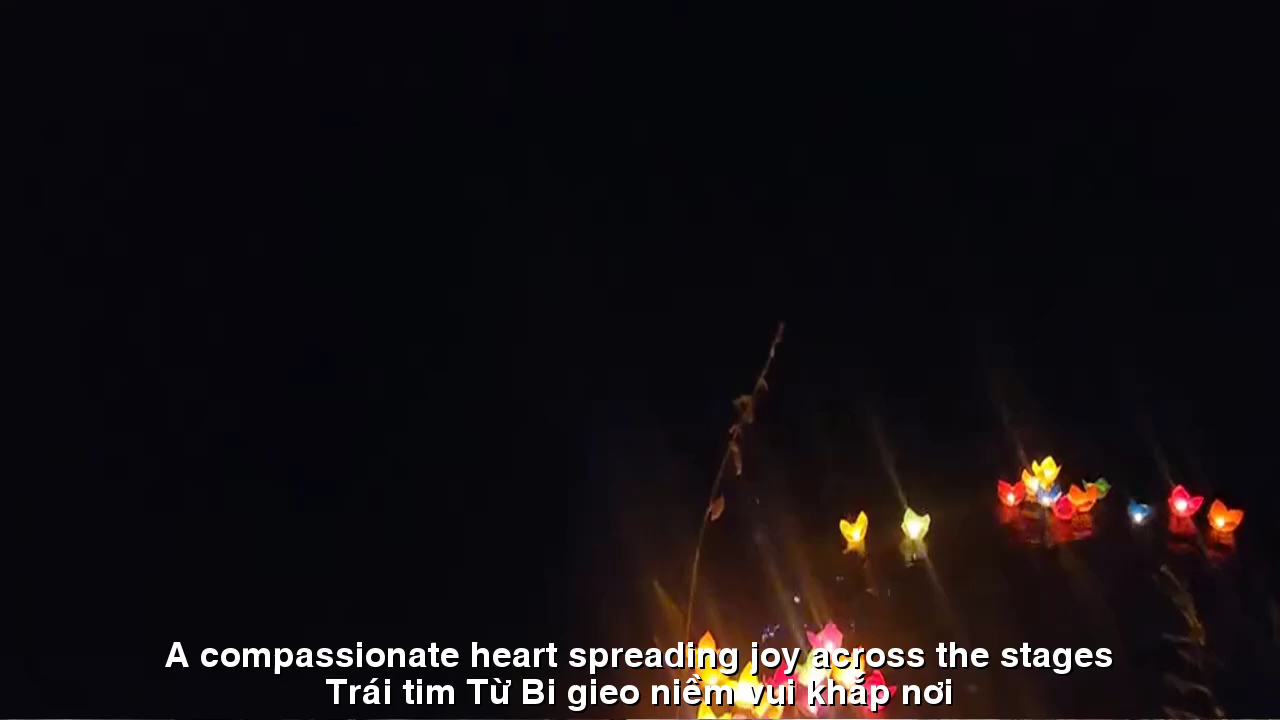 A compassionate heart spreading joy across the stages
Trái tim Từ Bi gieo niềm vui khắp nơi